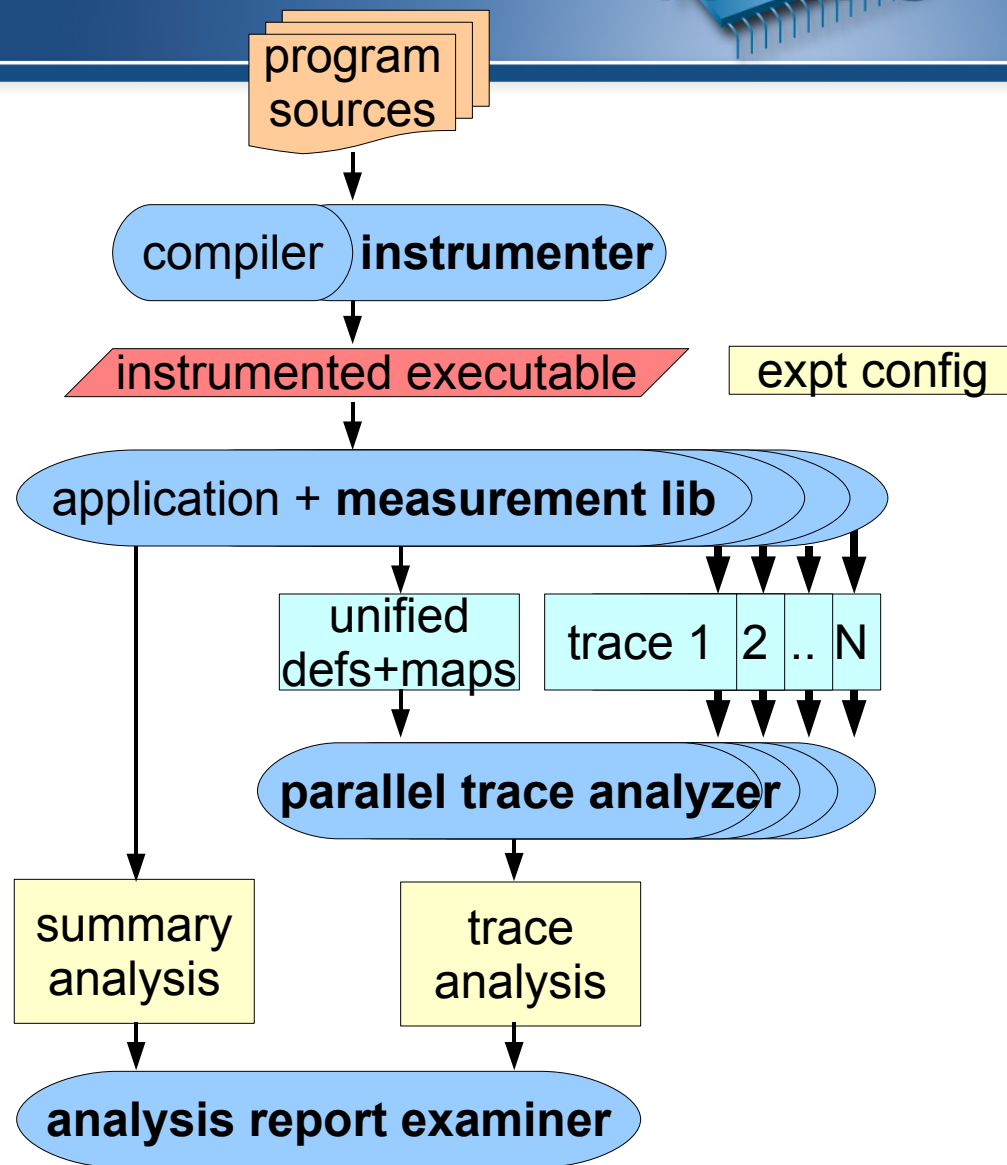 program
sources
compiler instrumenter
instrumented executable
expt config
application + measurement lib
unified
defs+maps
trace 1 2 .. N
parallel trace analyzer
summary
analysis
trace
analysis
analysis report examiner